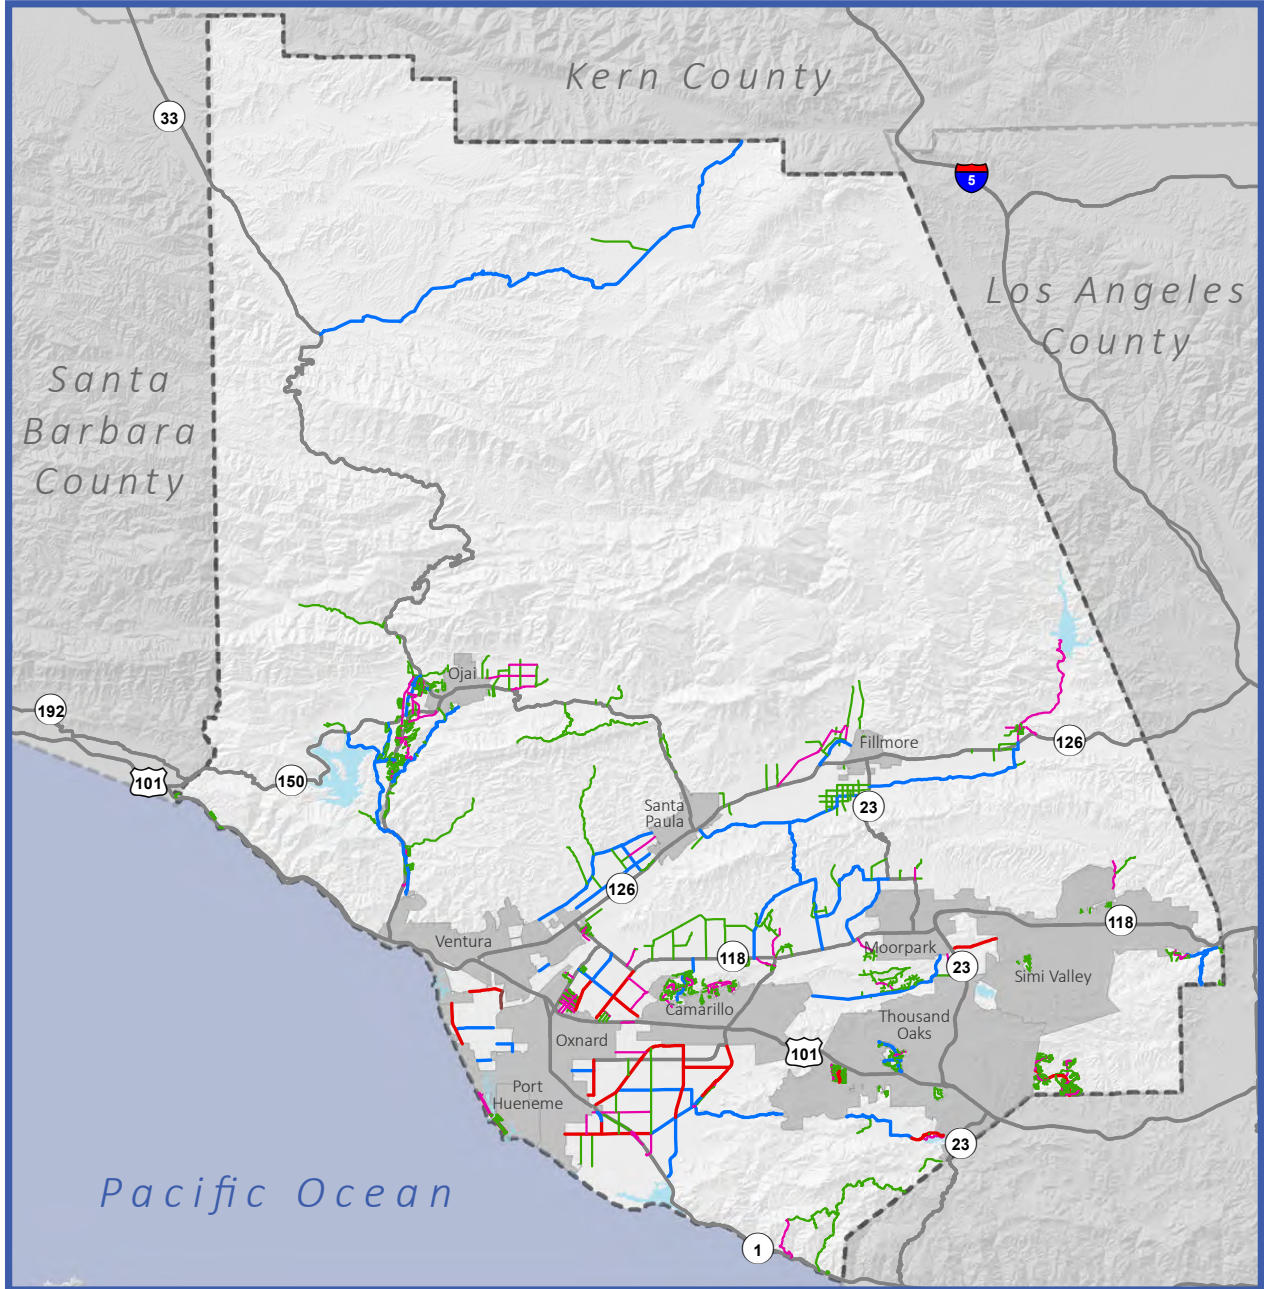 Kern County
33
5
Los Angeles
County
Santa
Barbara
County
Ojai
192
126
Fillmore
101
150
23
Santa
Paula
126
118
Ventura
Moorpark
118
23
Simi Valley
Camarillo
Thousand
Oaks
Oxnard
101
Port
Hueneme
23
Pacific Ocean
1